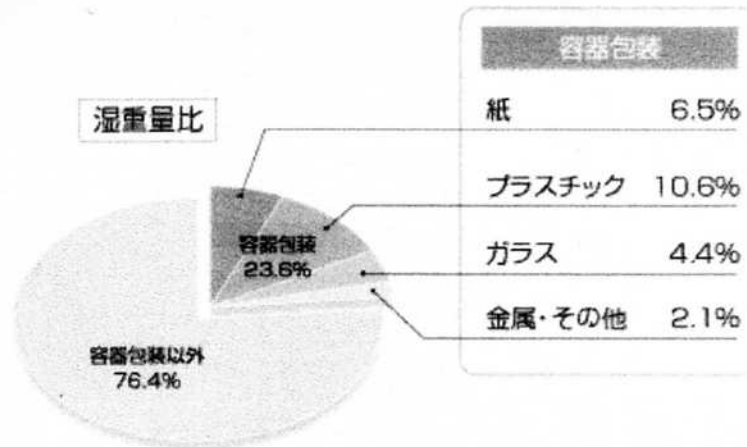 湿重量比
容器包装
23.6%
容器包装以外
76.4%
容器包装
紙 6.5%
プラスチック 10.6%
ガラス 4.4%
金属・その他 2.1%